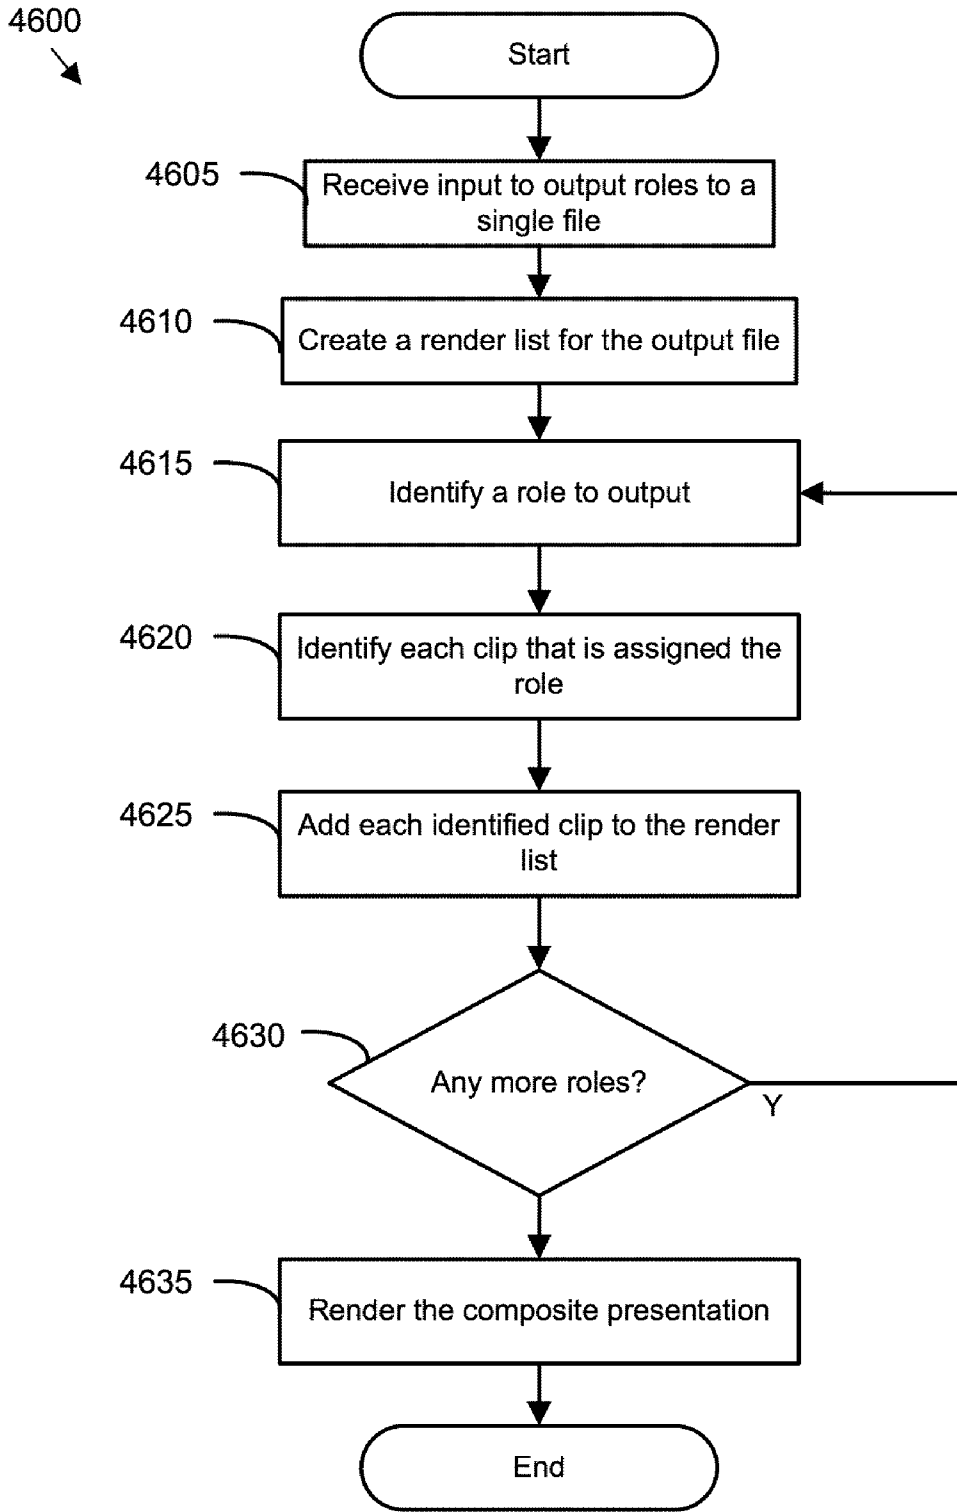 4600
Start
4605
Receive input to output roles to a
single file
4610
Create a render list for the output file
4615
Identify a role to output
4620
Identify each clip that is assigned the
role
4625
Add each identified clip to the render
list
4630
Any more roles?
Y
4635
Render the composite presentation
End